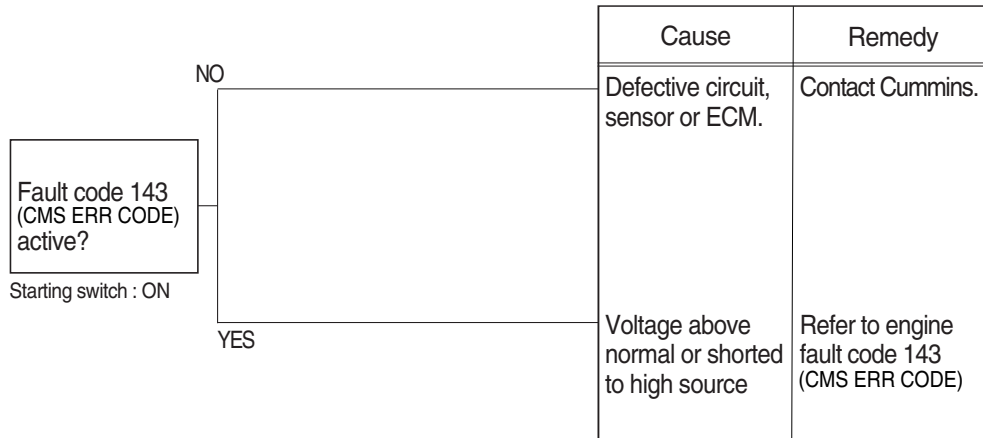 Cause
Remedy
NO
Defective circuit,
sensor or ECM.
Contact Cummins.
Fault code 143
(CMS ERR CODE)
active?
Starting switch : ON
YES
Voltage above
normal or shorted
to high source
Refer to engine
fault code 143
(CMS ERR CODE)